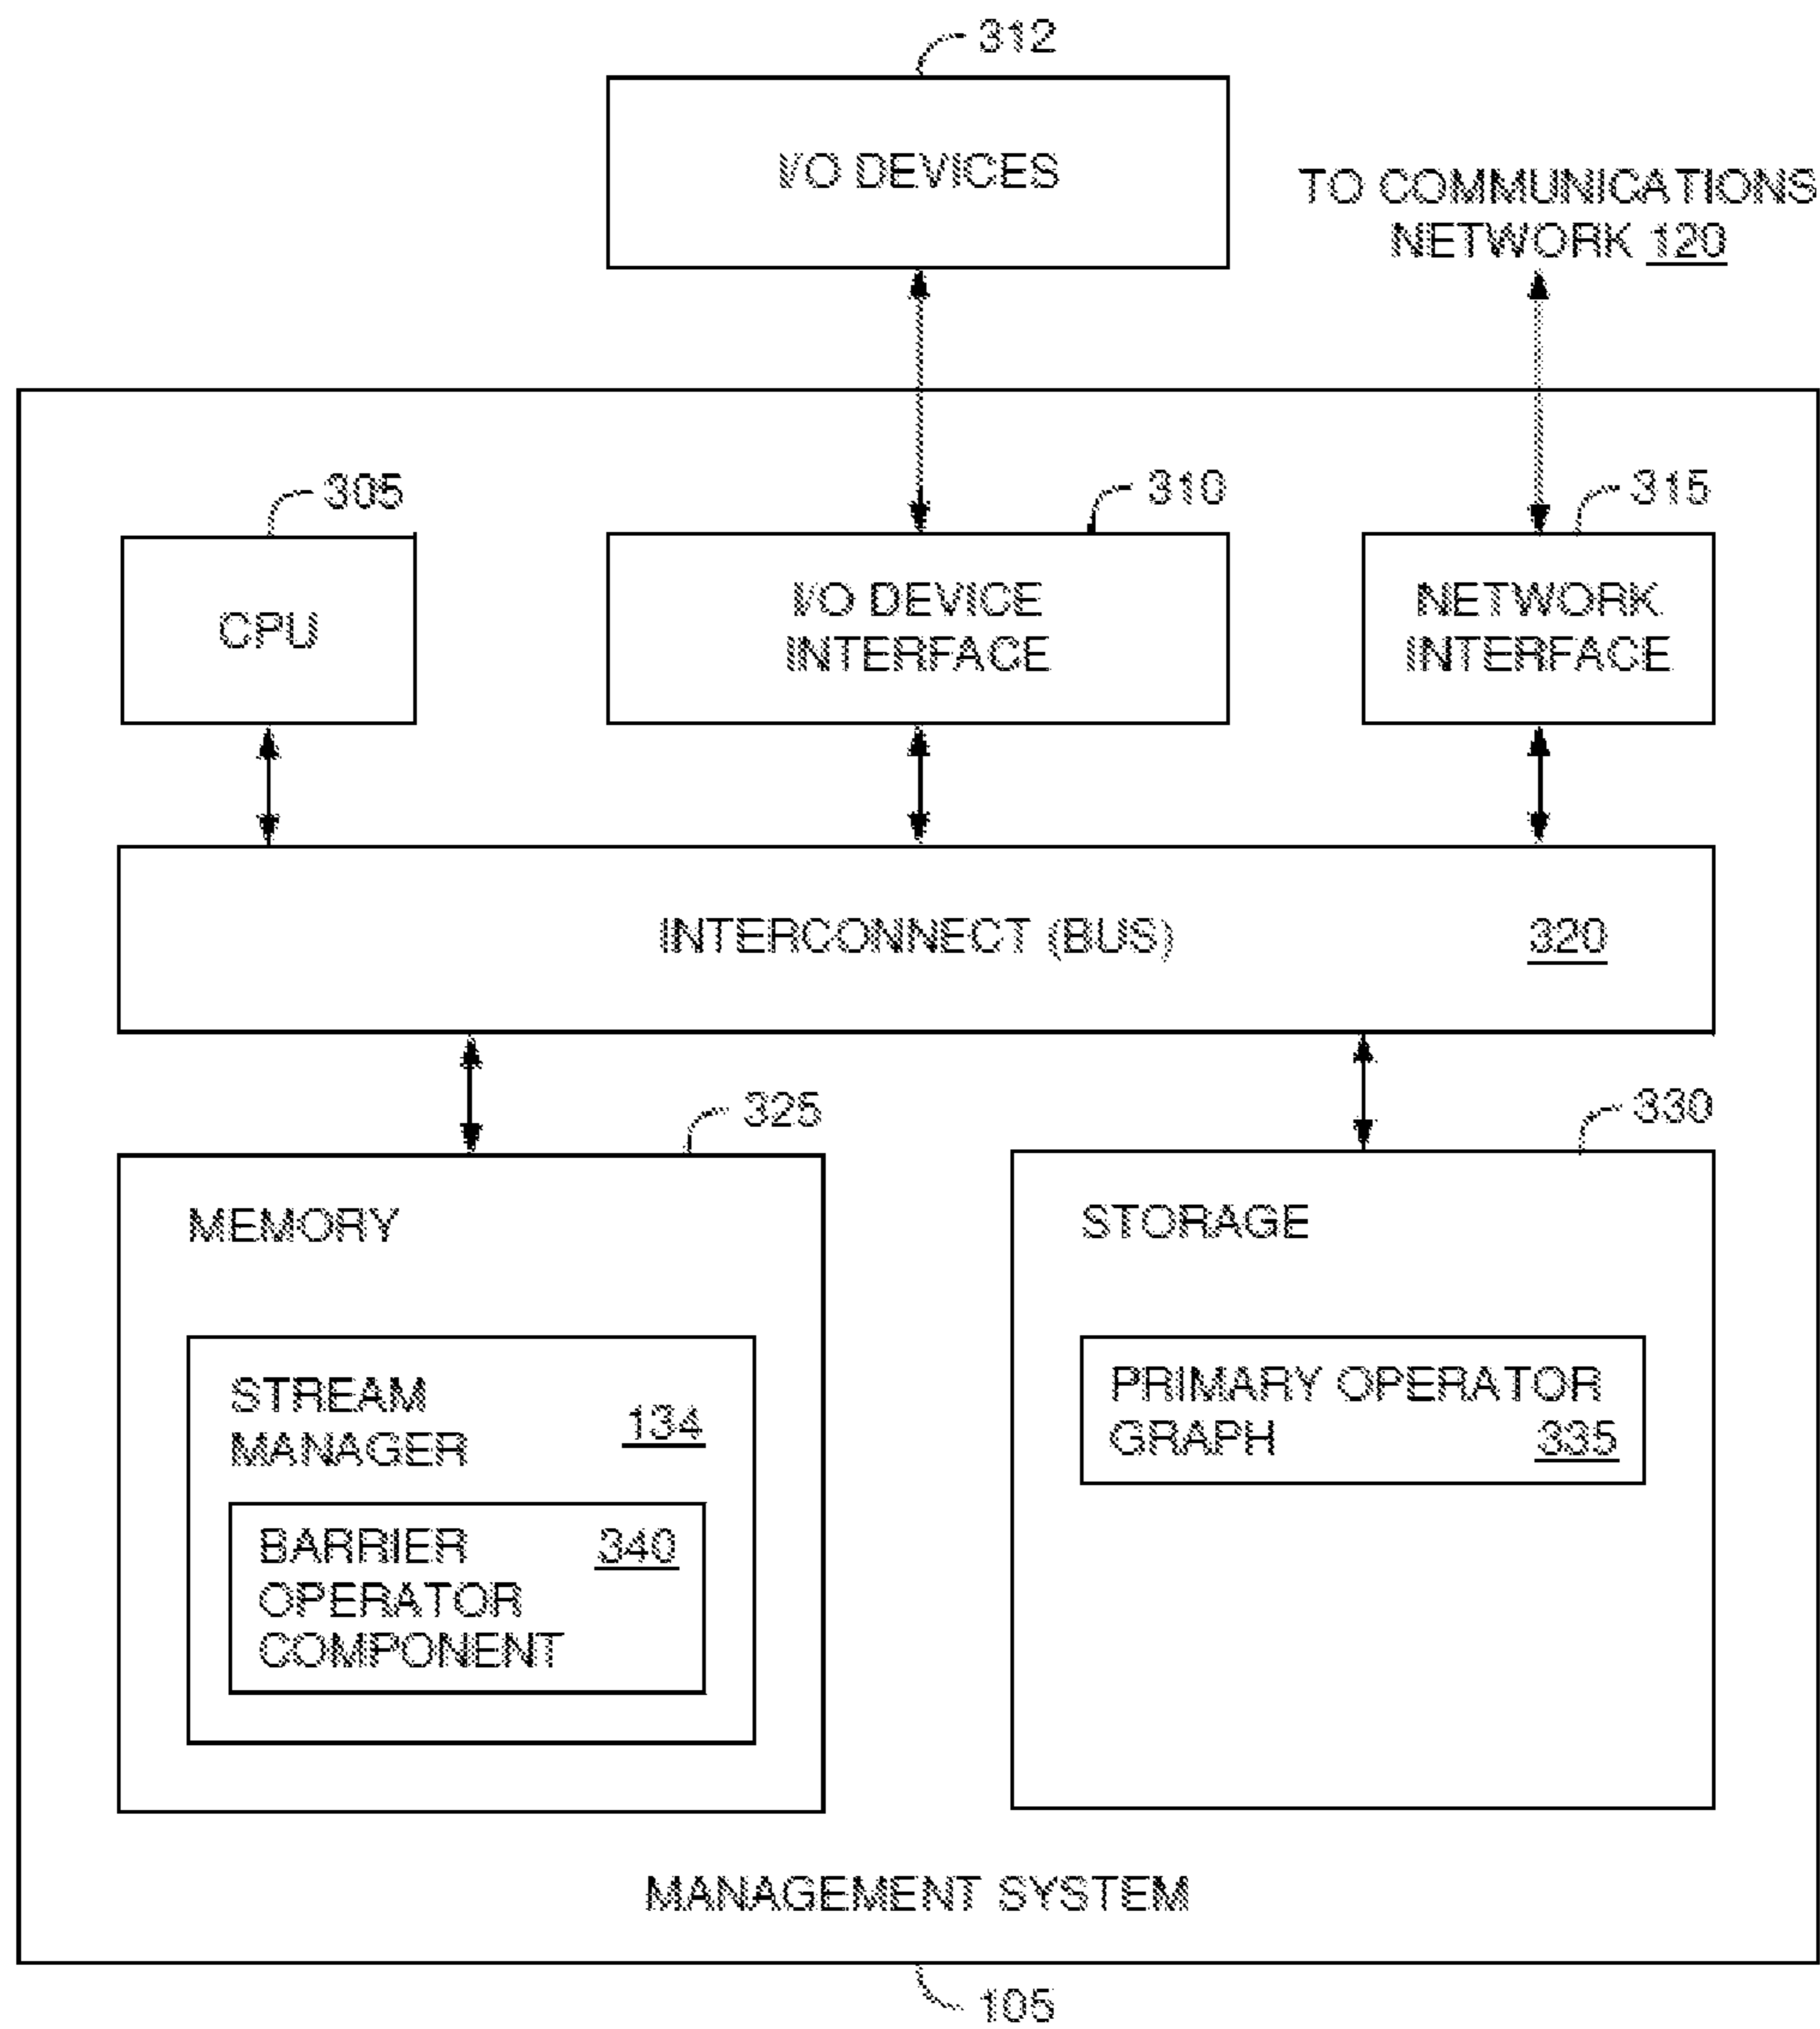 312
I/O DEVICES
TO COMMUNICATIONS
NETWORK 120
305
310
315
CPU
I/O DEVICE
INTERFACE
NETWORK
INTERFACE
INTERCONNECT (BUS) 320
325
330
MEMORY
STORAGE
STREAM
MANAGER 134
BARRIER 340
OPERATOR
COMPONENT
PRIMARY OPERATOR
GRAPH 335
MANAGEMENT SYSTEM
105